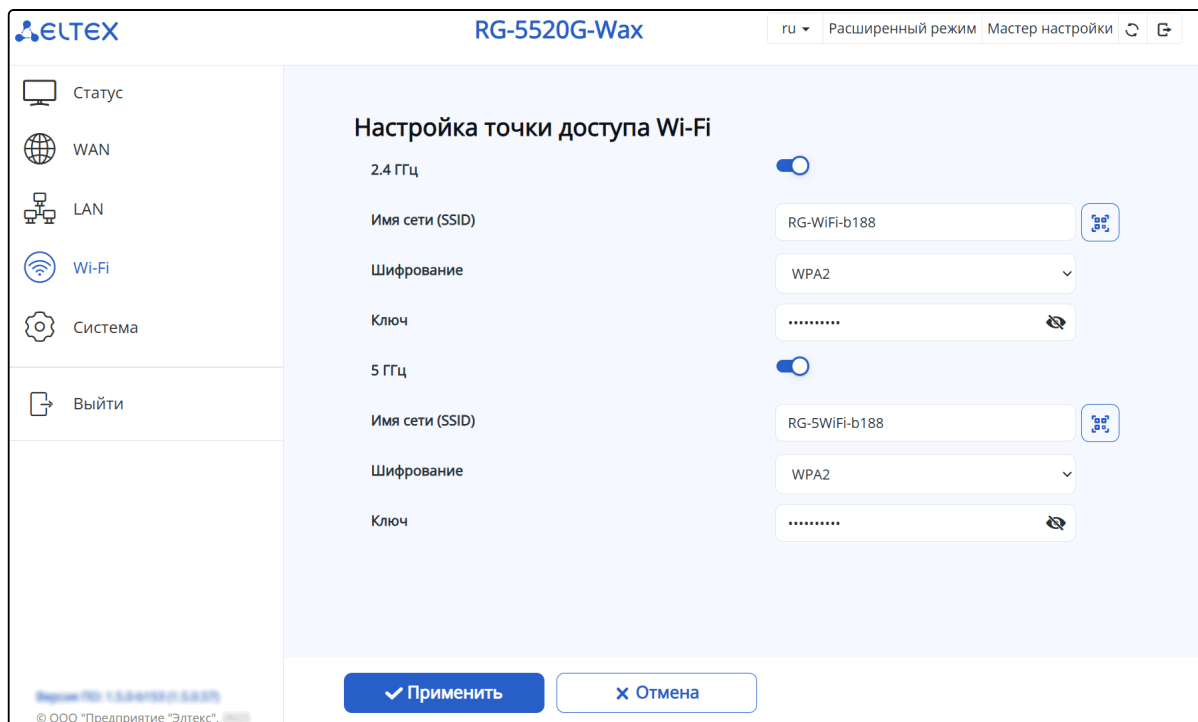 ELTEX
RG-5520G-Wax
ru Расширенный режим Мастер настройки
Статус
WAN
LAN
Wi-Fi
Система
Выйти
Настройка точки доступа Wi-Fi
2.4 ГГц
Имя сети (SSID) RG-WiFi-b188
Шифрование WPA2
Ключ ••••••••••
5 ГГц
Имя сети (SSID) RG-5WiFi-b188
Шифрование WPA2
Ключ ••••••••••
Применить Отмена
© ООО "Предприятие "Элтекс",